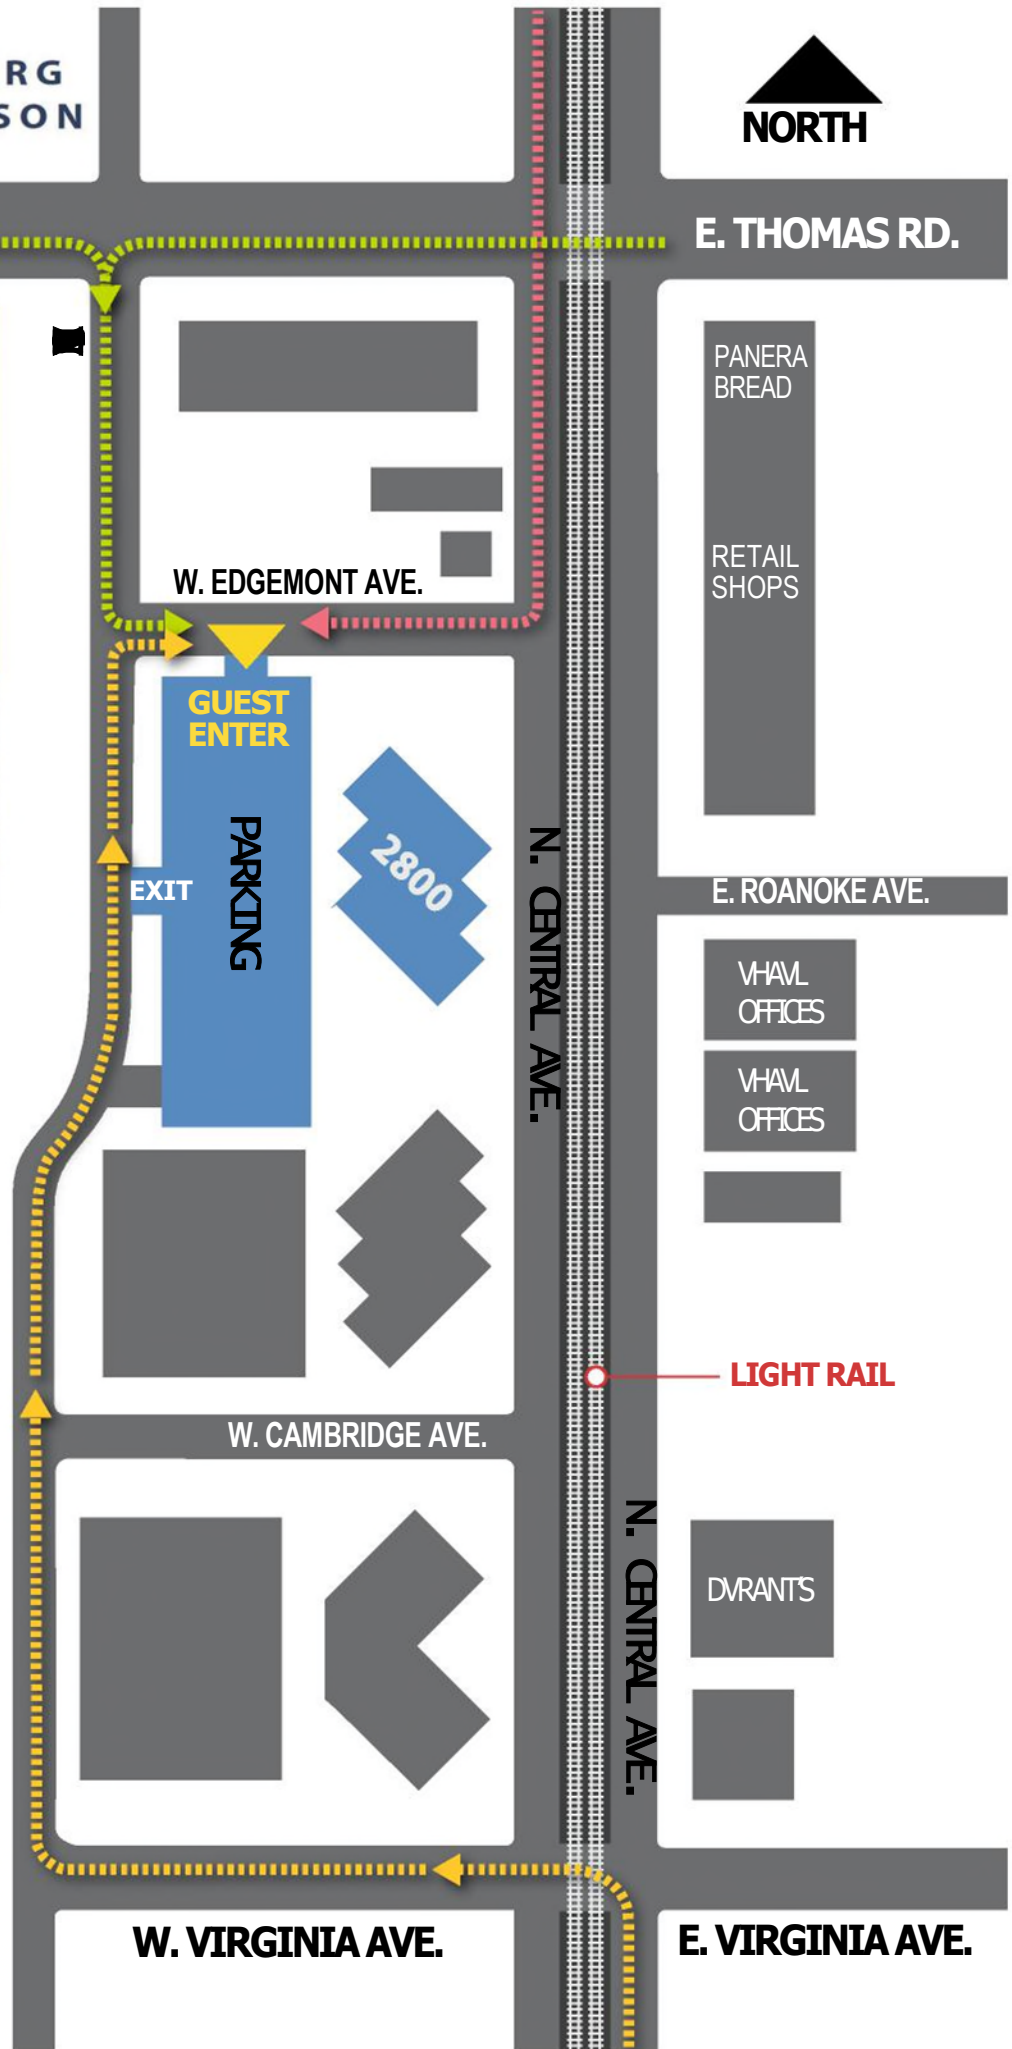 RG
SON
NORTH
E. THOMAS RD.
PANERA
BREAD
RETAIL
SHOPS
W. EDGEMONT AVE.
GUEST
ENTER
PARKING
2800
EXIT
N. CENTRAL AVE.
E. ROANOKE AVE.
VHAVL
OFFICES
VHAVL
OFFICES
LIGHT RAIL
W. CAMBRIDGE AVE.
N. CENTRAL AVE.
DVRANT'S
W. VIRGINIA AVE.
E. VIRGINIA AVE.